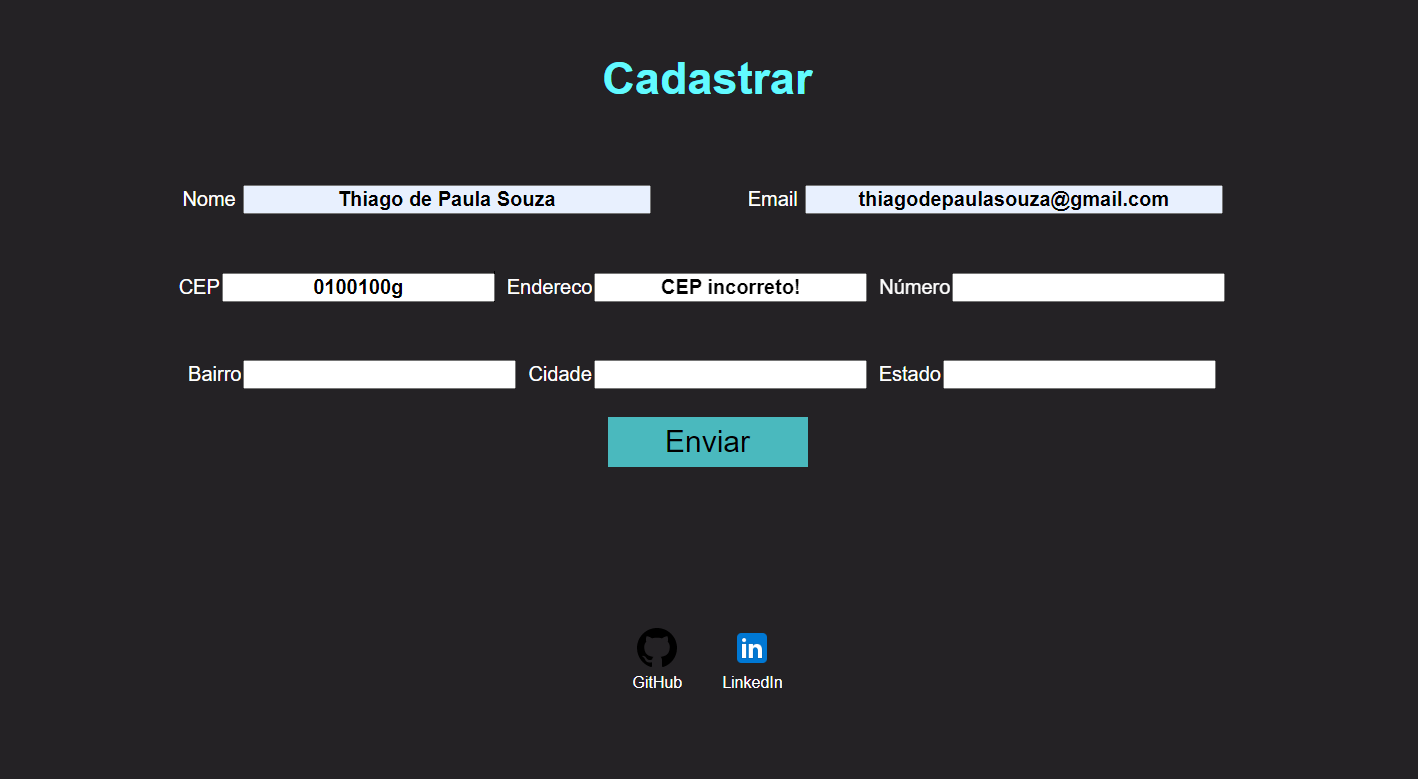 Cadastrar
Nome Thiago de Paula Souza Email thiagodepaulasouza@gmail.com
CEP 0100100g Endereco CEP incorreto! Número
Bairro Cidade Estado
Enviar
GitHub LinkedIn